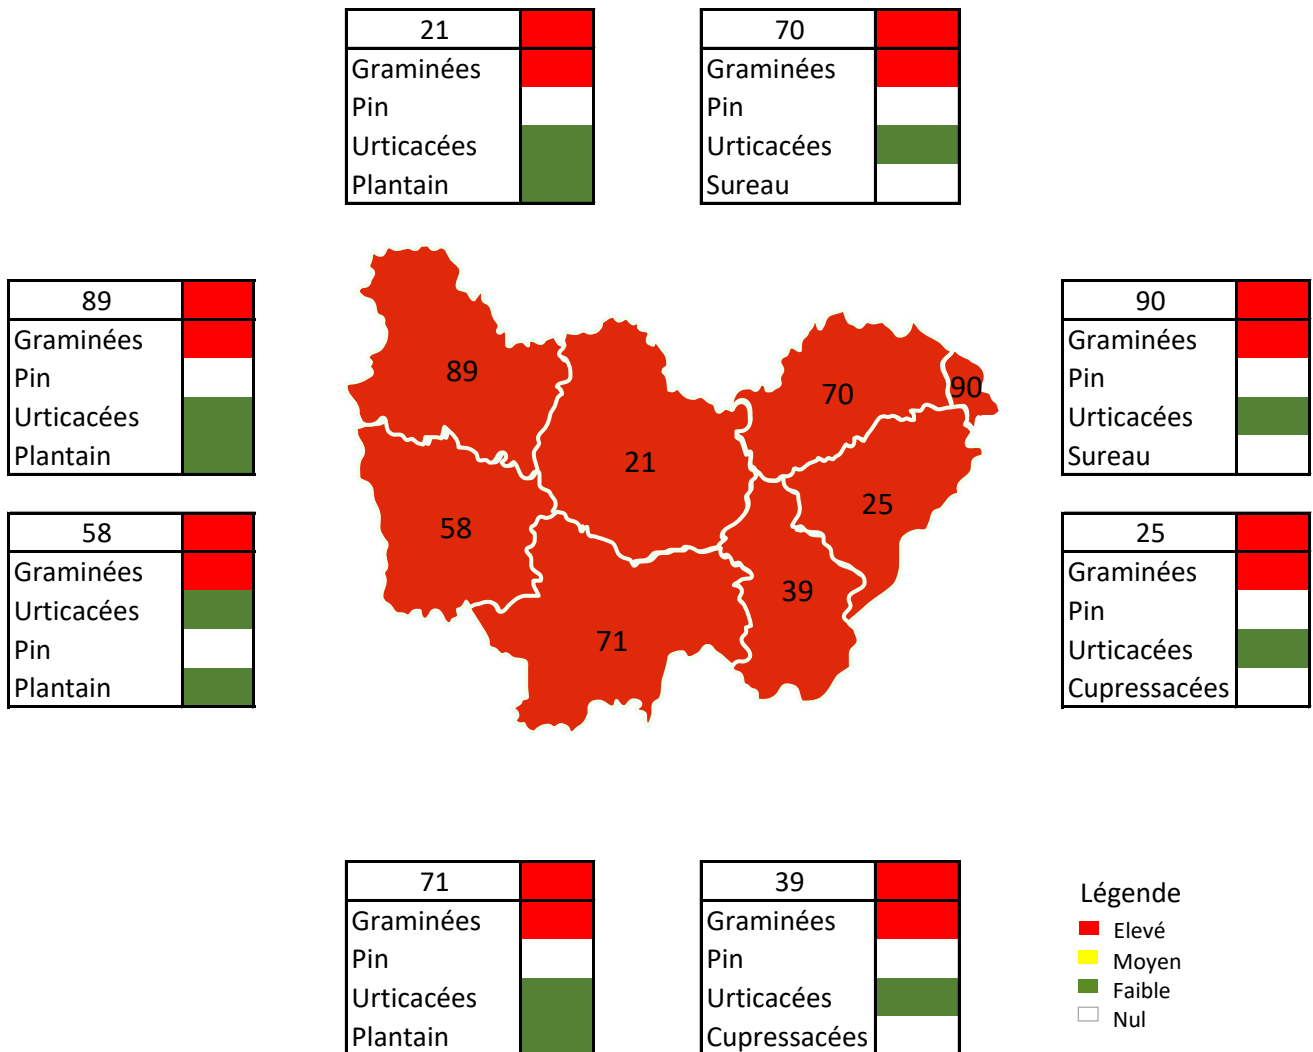 21
Graminées
Pin
Urticacées
Plantain
70
Graminées
Pin
Urticacées
Sureau
89
Graminées
Pin
Urticacées
Plantain
90
Graminées
Pin
Urticacées
Sureau
58
Graminées
Urticacées
Pin
Plantain
25
Graminées
Pin
Urticacées
Cupressacées
89
70
90
21
25
58
39
71
71
Graminées
Pin
Urticacées
Plantain
39
Graminées
Pin
Urticacées
Cupressacées
Légende
Elevé
Moyen
Faible
Nul